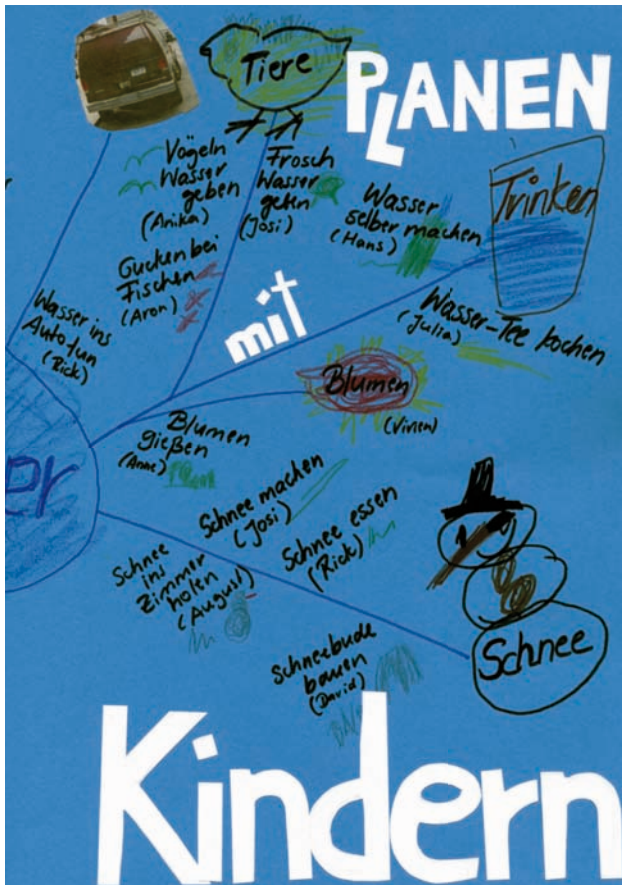 PLANEN
mit
Kindern
Tiere
Vögeln
Wasser
geben
(Anika)
Frosch
Wasser
geben
(Josi)
Gucken bei
Fischen
(Aron)
Wasser ins
Auto tun
(Rick)
Trinken
Wasser
selber machen
(Hans)
Wasser-Tee kochen
(Julia)
Blumen
(Vivien)
Blumen
gießen
(Anne)
er
Schnee machen
(Josi)
Schnee essen
(Rick)
Schnee
ins
Zimmer
holen
(August)
Schneebude
bauen
(David)
Schnee